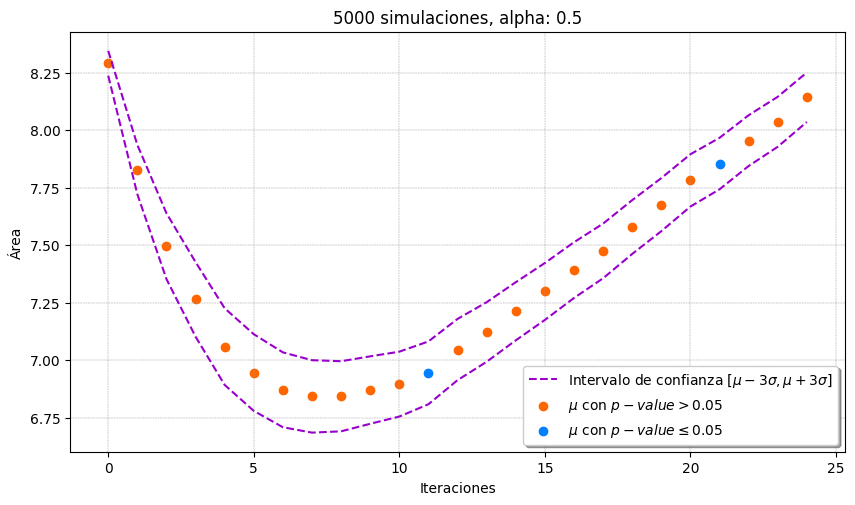 5000 simulaciones, alpha: 0.5
Área
8.25
8.00
7.75
7.50
7.25
7.00
6.75
0 5 10 15 20 25
Iteraciones
Intervalo de confianza [μ − 3σ, μ + 3σ]
μ con p − value > 0.05
μ con p − value ≤ 0.05